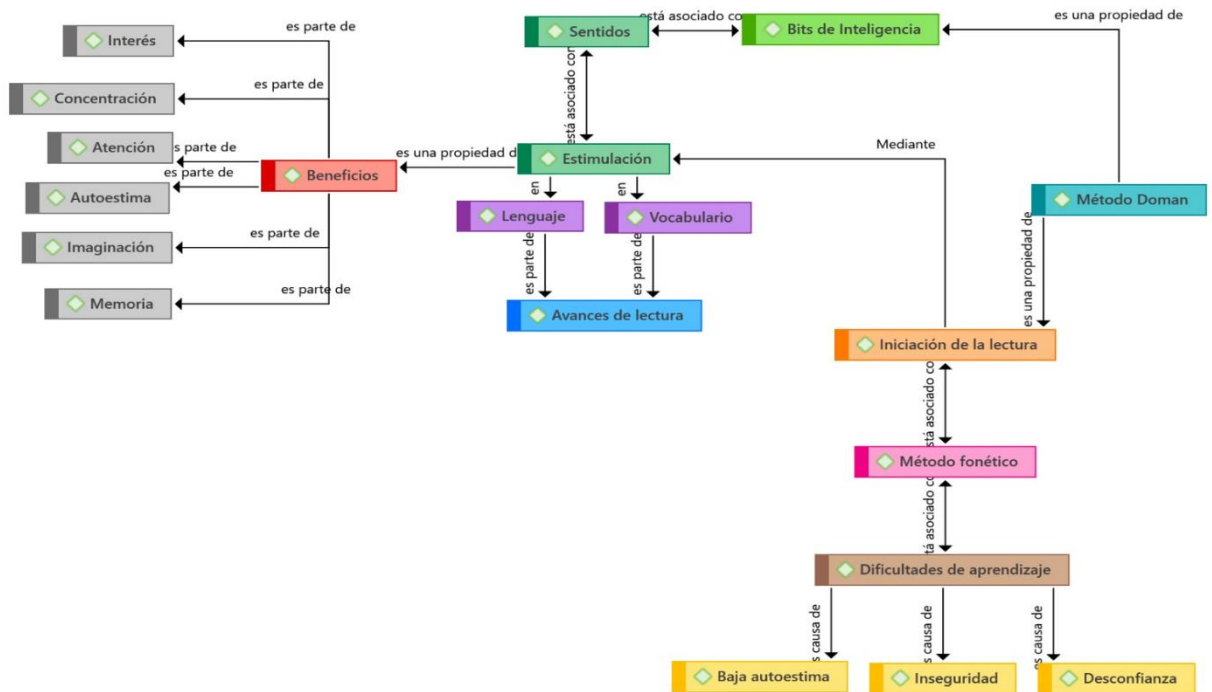 es parte de
Interés
es parte de
Concentración
Atención
s parte de
es parte de
Autoestima
es parte de
Imaginación
es parte de
Memoria
Beneficios
es una propiedad d
Sentidos
está asociado co
Bits de Inteligencia
es una propiedad de
está asociado con
Estimulación
Mediante
en
en
Lenguaje
Vocabulario
Método Doman
es parte de
es parte de
es una propiedad de
Avances de lectura
Iniciación de la lectura
stá asociado co
Método fonético
tá asociado co
Dificultades de aprendizaje
s causa de
s causa de
s causa de
Baja autoestima
Inseguridad
Desconfianza